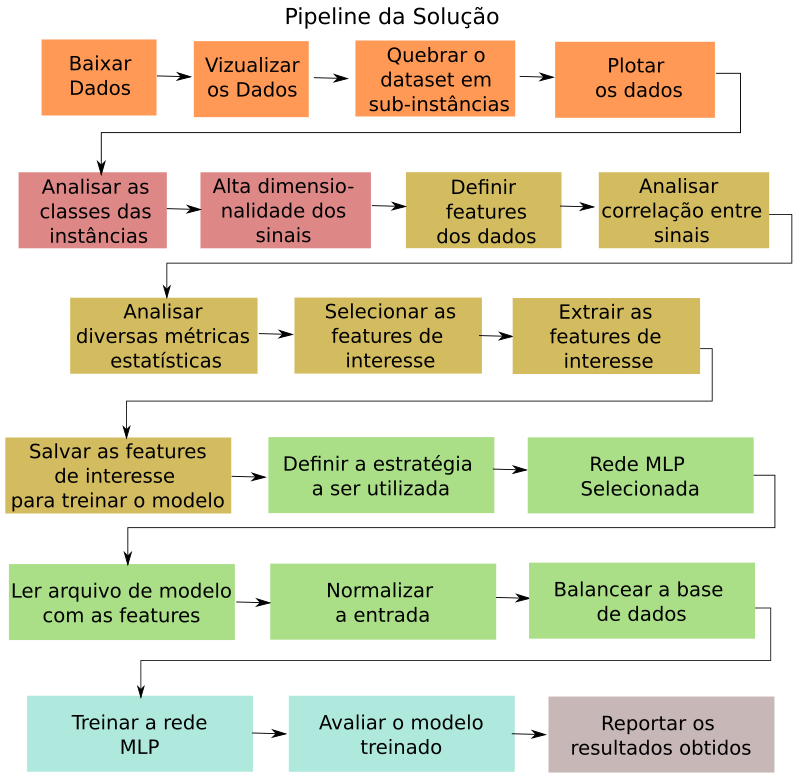 Pipeline da Solução
Baixar
Dados
Vizualizar
os Dados
Quebrar o
dataset em
sub-instâncias
Plotar
os dados
Analisar as
classes das
instâncias
Alta dimensio-
nalidade dos
sinais
Definir
features
dos dados
Analisar
correlação entre
sinais
Analisar
diversas métricas
estatísticas
Selecionar as
features de
interesse
Extrair as
features de
interesse
Salvar as features
de interesse
para treinar o modelo
Definir a estratégia
a ser utilizada
Rede MLP
Selecionada
Ler arquivo de modelo
com as features
Normalizar
a entrada
Balancear a base
de dados
Treinar a rede
MLP
Avaliar o modelo
treinado
Reportar os
resultados obtidos